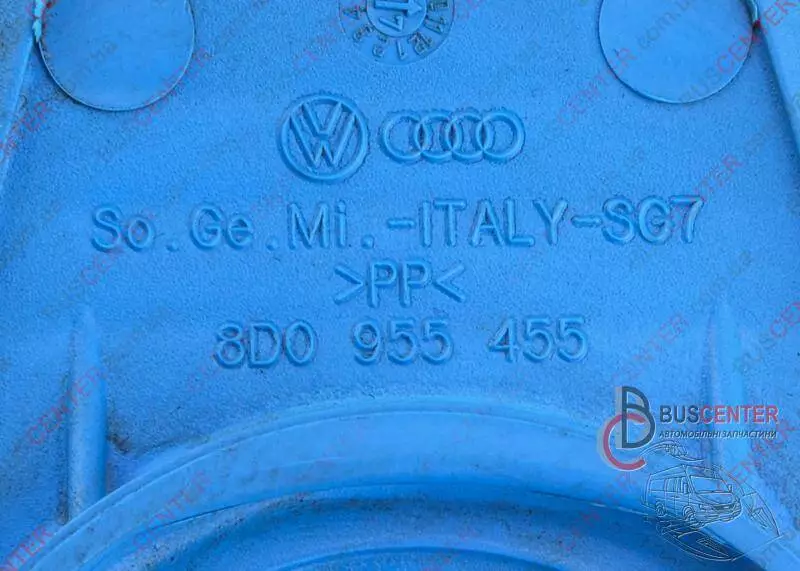 So.Ge.Mi.-ITALY-SG7
>PP<
8D0 955 455
BUSCENTER
АВТОМОБІЛЬНІ ЗАПЧАСТИНИ